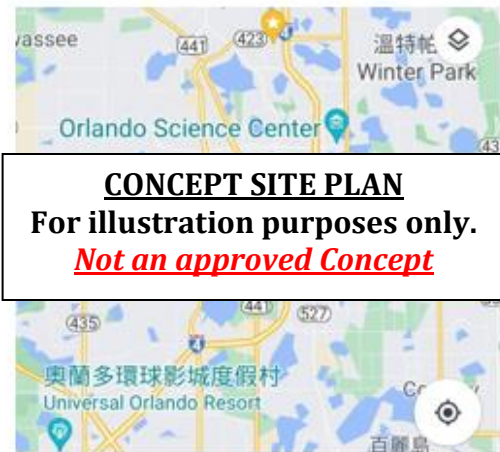 vassee
441
423
溫特帕
Winter Park
Orlando Science Center
43
CONCEPT SITE PLAN
For illustration purposes only.
Not an approved Concept
441
527
435
4
奧蘭多環球影城度假村
Universal Orlando Resort
百麗島